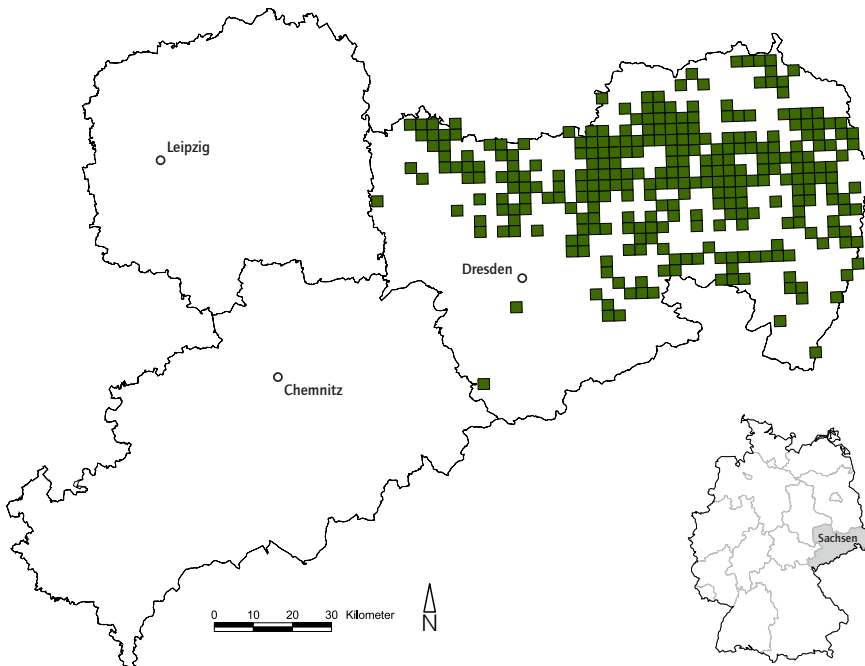 Leipzig
Dresden
Chemnitz
Sachsen
0 10 20 30 Kilometer
N